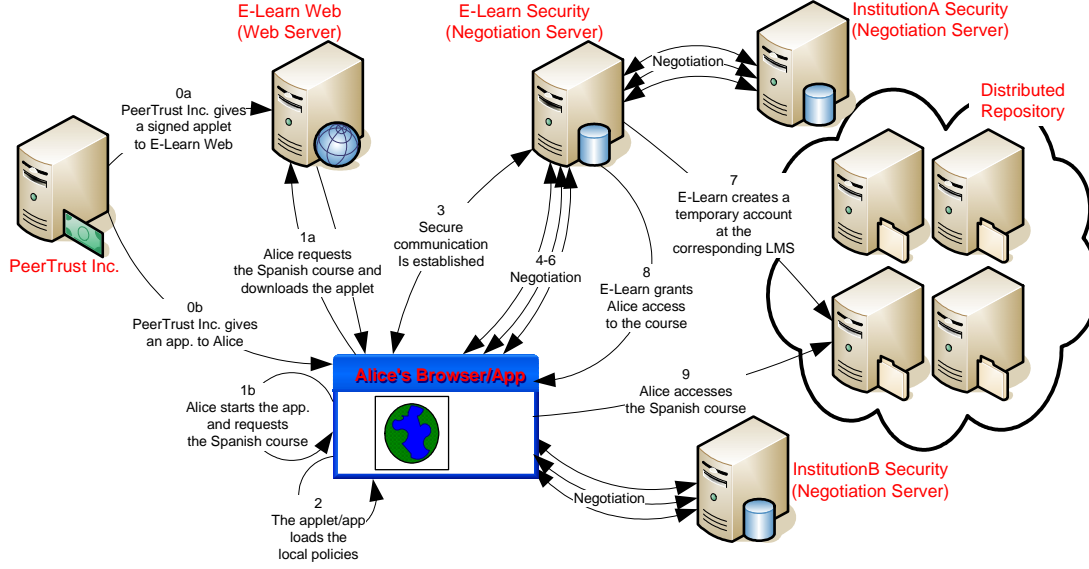 E-Learn Web
(Web Server)
E-Learn Security
(Negotiation Server)
InstitutionA Security
(Negotiation Server)
Negotiation
Distributed
Repository
0a
PeerTrust Inc. gives
a signed applet
to E-Learn Web
PeerTrust Inc.
7
E-Learn creates a
temporary account
at the
corresponding LMS
3
Secure
communication
Is established
1a
Alice requests
the Spanish course and
downloads the applet
4-6
Negotiation
8
E-Learn grants
Alice access
to the course
0b
PeerTrust Inc. gives
an app. to Alice
Alice's Browser/App
9
Alice accesses
the Spanish course
1b
Alice starts the app.
and requests
the Spanish course
InstitutionB Security
(Negotiation Server)
Negotiation
2
The applet/app
loads the
local policies